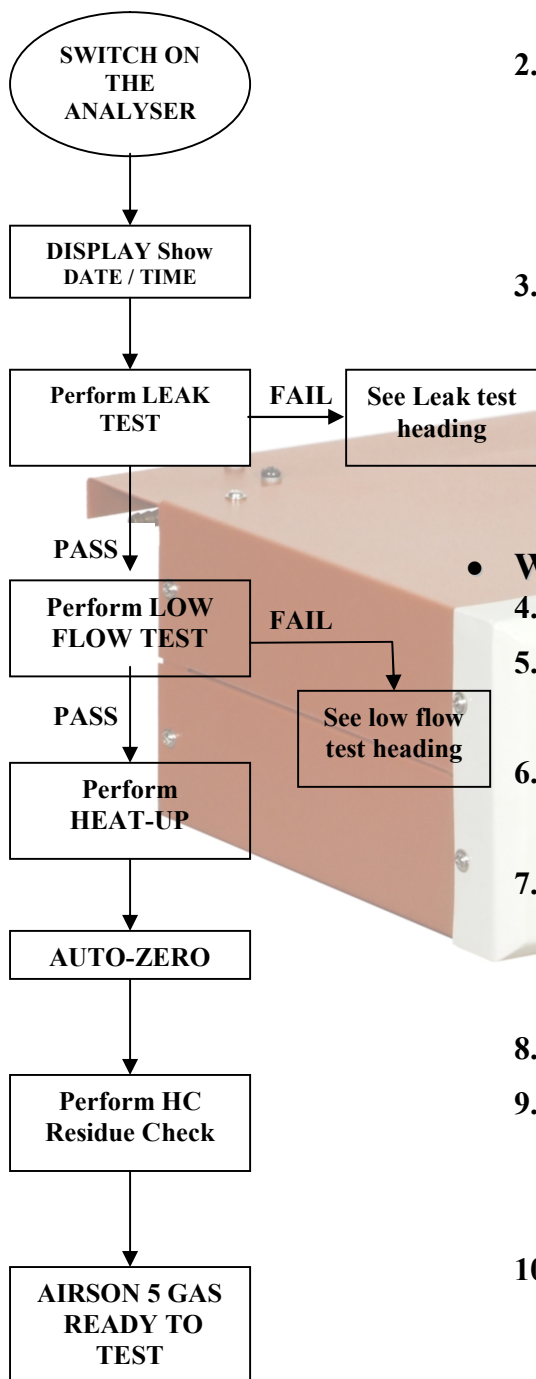 SWITCH ON
THE
ANALYSER
2.
DISPLAY Show
DATE / TIME
3.
Perform LEAK
TEST
FAIL
See Leak test
heading
PASS
• W
4.
Perform LOW
FLOW TEST
FAIL
5.
PASS
See low flow
test heading
6.
Perform
HEAT-UP
7.
AUTO-ZERO
8.
Perform HC
Residue Check
9.
10
AIRSON 5 GAS
READY TO
TEST